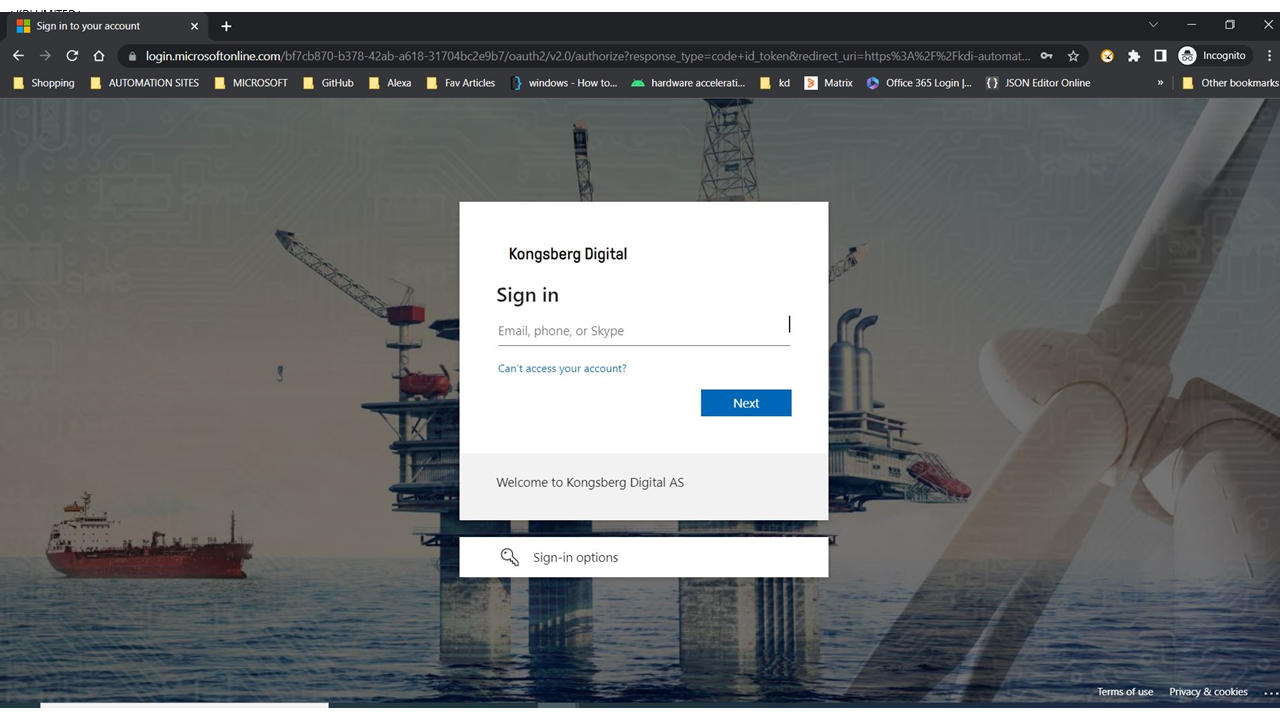 Sign in to your account
login.microsoftonline.com/bf7cb870-b378-42ab-a618-31704bc2e9b7/oauth2/v2.0/authorize?response_type=code+id_token&redirect_uri=https%3A%2F%2Fkdi-automat...
Incognito
Shopping AUTOMATION SITES MICROSOFT GitHub Alexa Fav Artices windows - How to... hardware accelerati... kd Matrix Office 365 Login |... JSON Editor Online » Other bookmarks
Kongsberg Digital
Sign in
Email, phone, or Skype
Can't access your account?
Next
Welcome to Kongsberg Digital AS
Sign-in options
Terms of use Privacy & cookies ...